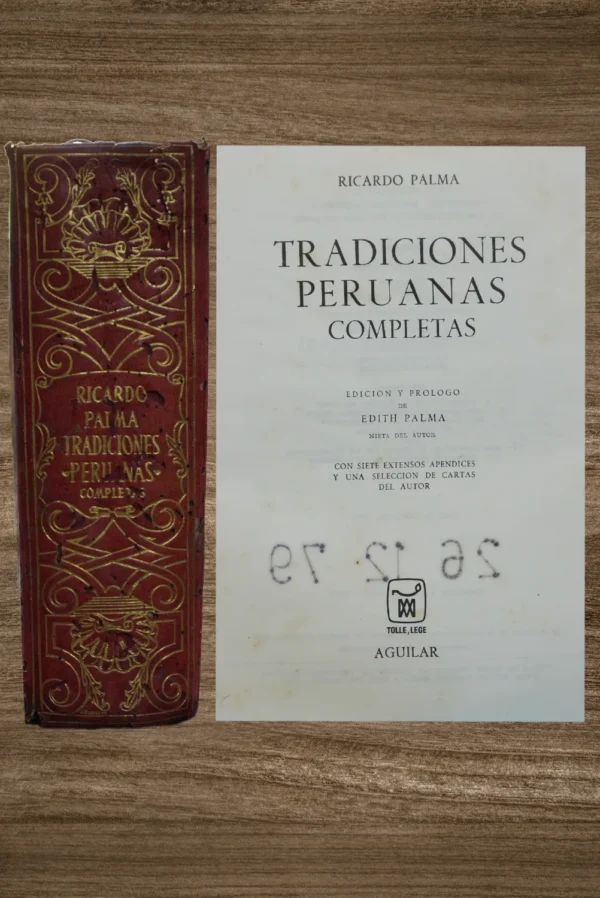 RICARDO
PALMA
TRADICIONES
PERUANAS
COMPLETAS
RICARDO PALMA
TRADICIONES
PERUANAS
COMPLETAS
EDICION Y PROLOGO
DE
EDITH PALMA
NIETA DEL AUTOR
CON SIETE EXTENSOS APENDICES
Y UNA SELECCION DE CARTAS
DEL AUTOR
26 12 79
TOLLE, LEGE
AGUILAR